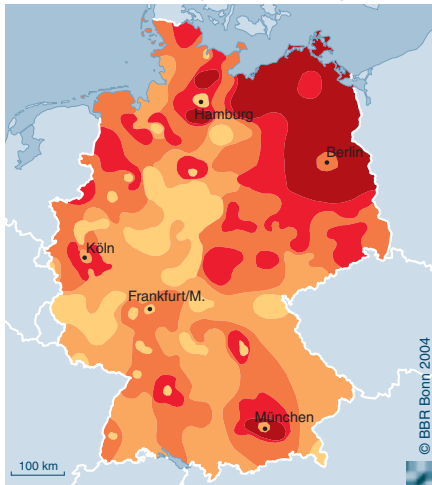 Hamburg
Berlin
Köln
Frankfurt/M.
München
100 km
© BBR Bonn 2004